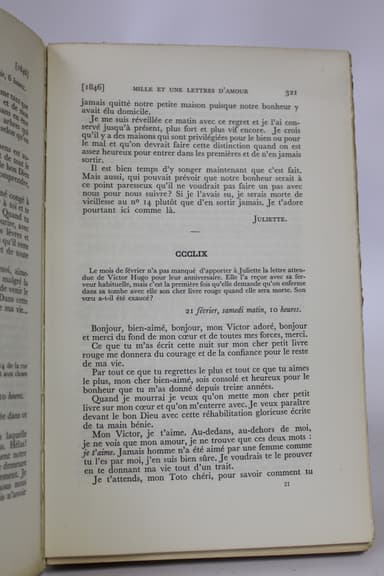 [1846] MILLE ET UNE LETTRES D'AMOUR 321
jamais quitté notre petite maison puisque notre bonheur y
avait élu domicile.
Je me suis réveillée ce matin avec ce regret et je l'ai con-
servé jusqu'à présent, plus fort et plus vif encore. Je crois
qu'il y a des maisons qui sont privilégiées pour le bien ou pour
le mal et qu'on devrait faire cette distinction quand on est
assez heureux pour entrer dans les premières et de n'en jamais
sortir.
Il est bien temps d'y songer maintenant que c'est fait.
Mais aussi, qui pouvait prévoir que notre bonheur serait à
ce point paresseux qu'il ne voudrait pas faire un pas avec
nous pour nous suivre? Si je l'avais su, je serais morte de
vieillesse au nº 14 plutôt que d'en sortir jamais. Je t'adore
pourtant ici comme là.
JULIETTE.
CCCLIX
Le mois de février n'a pas manqué d'apporter à Juliette la lettre atten-
due de Victor Hugo pour leur anniversaire. Elle l'a reçue avec sa fer-
veur habituelle, mais c'est la première fois qu'elle demande qu'on enferme
dans sa tombe avec elle son cher livre rouge quand elle sera morte. Son
vœu a-t-il été exaucé?
21 février, samedi matin, 10 heures.
Bonjour, bien-aimé, bonjour, mon Victor adoré, bonjour
et merci du fond de mon cœur et de toutes mes forces, merci.
Ce que tu m'as écrit cette nuit sur mon cher petit livre
rouge me donnera du courage et de la confiance pour le reste
de ma vie.
Par tout ce que tu regrettes le plus et tout ce que tu aimes
le plus, mon cher bien-aimé, sois consolé et heureux pour le
bonheur que tu m'as donné depuis treize années.
Quand je mourrai je veux qu'on mette mon cher petit
livre sur mon cœur et qu'on m'enterre avec. Je veux paraître
devant le bon Dieu avec cette réhabilitation glorieuse écrite
de ta main bénie.
Mon Victor, je t'aime. Au-dedans, au-dehors de moi,
je ne vois que mon amour, je ne trouve que ces deux mots :
je t'aime. Jamais homme n'a été aimé par une femme comme
tu l'es par moi, j'en suis bien sûre. Je voudrais te le prouver
en te donnant ma vie tout d'un trait.
Je t'attends, mon Toto chéri, pour savoir comment tu
21